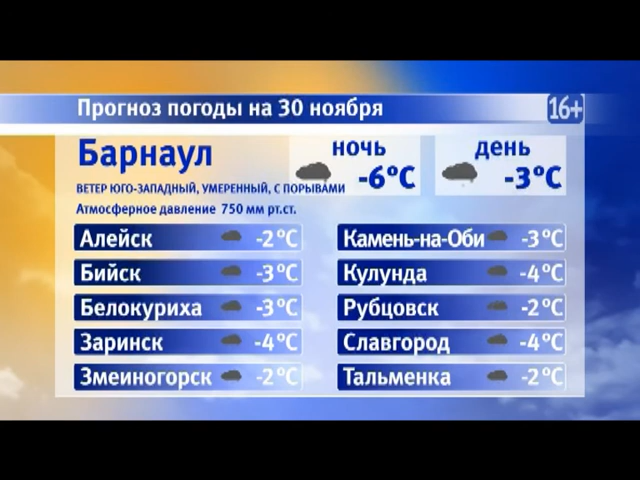 Прогноз погоды на 30 ноября 16+
Барнаул ночь -6°C день -3°C
ВЕТЕР ЮГО-ЗАПАДНЫЙ, УМЕРЕННЫЙ, С ПОРЫВАМИ
Атмосферное давление 750 мм рт.ст.
Алейск -2°C Камень-на-Оби -3°C
Бийск -3°C Кулунда -4°C
Белокуриха -3°C Рубцовск -2°C
Заринск -4°C Славгород -4°C
Змеиногорск -2°C Тальменка -2°C